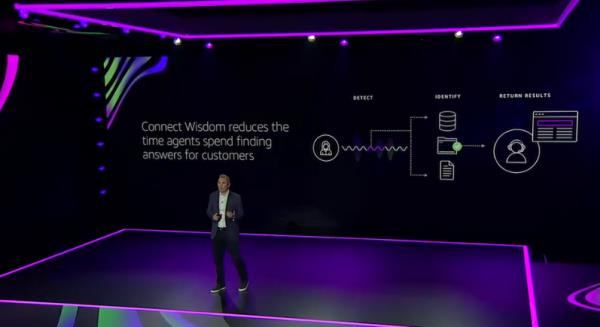 Connect Wisdom reduces the
time agents spend finding
answers for customers
DETECT
IDENTIFY
RETURN RESULTS